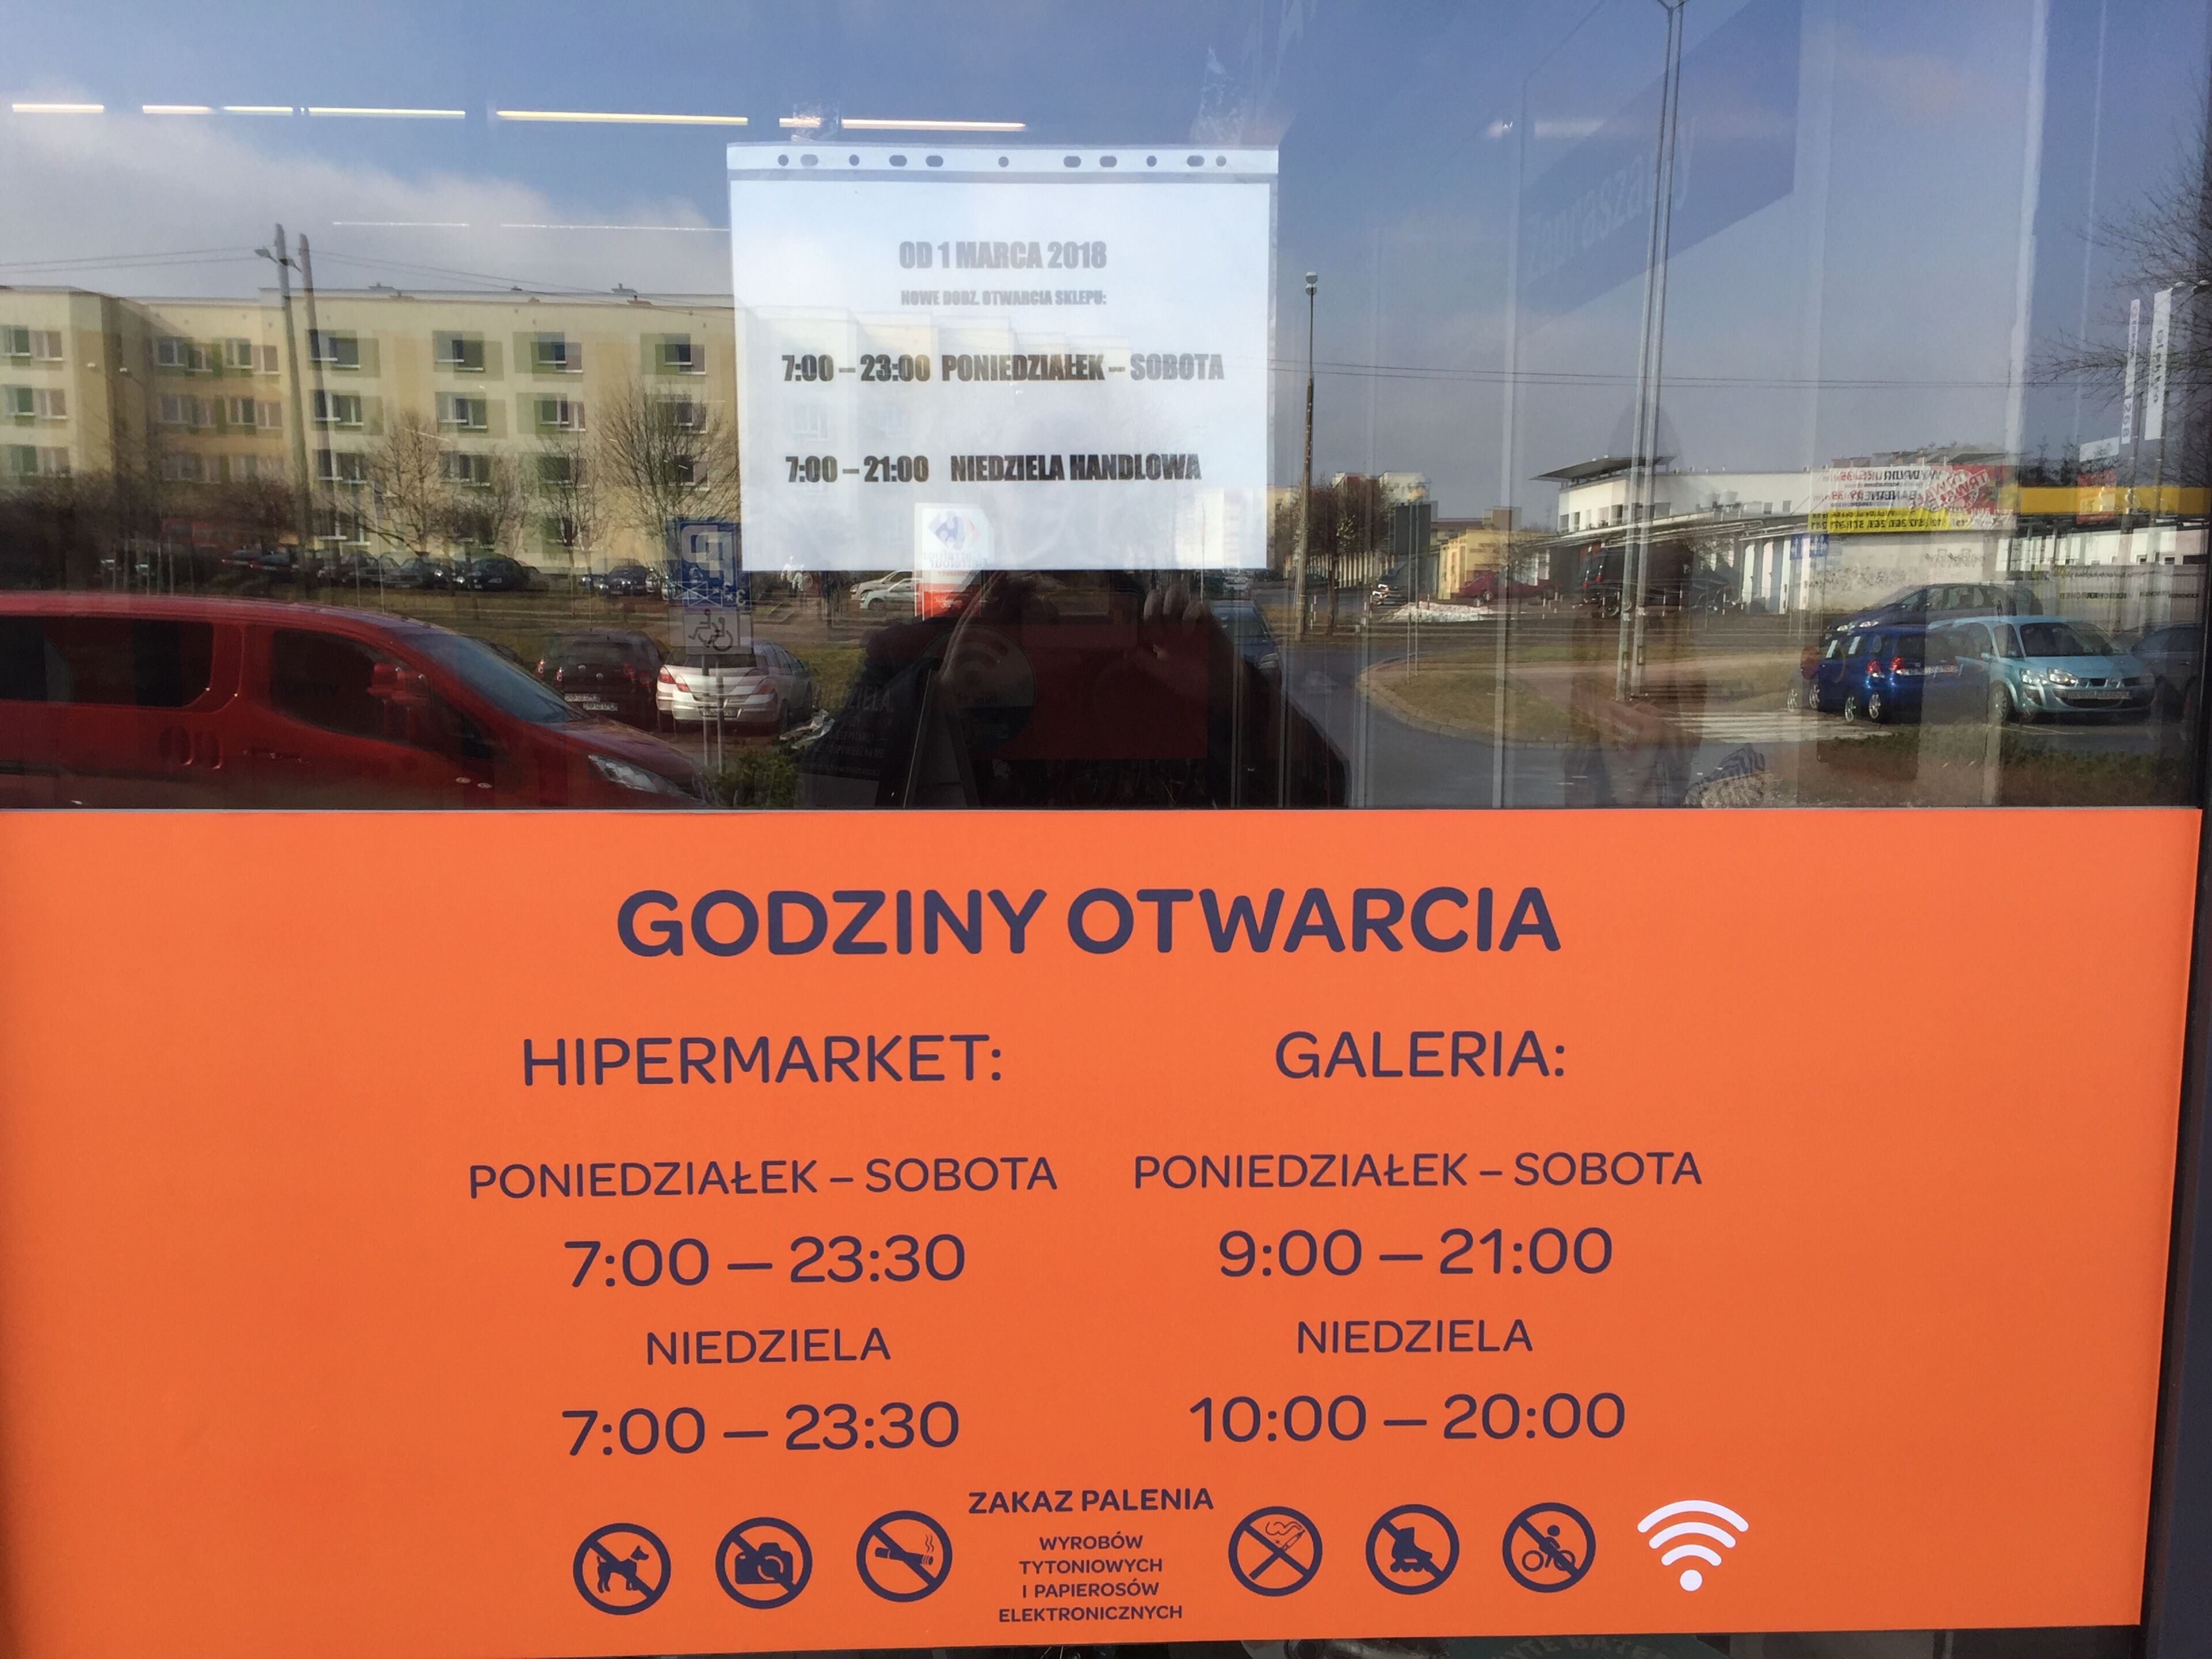 OD 1 MARCA 2018
NOWE DODZ. OTWARCIA SKLEPU:
7:00 – 23:00 PONIEDZIAŁEK – SOBOTA
7:00 – 21:00 NIEDZIELA HANDLOWA
Zapraszamy
P
GODZINY OTWARCIA
HIPERMARKET:
GALERIA:
PONIEDZIAŁEK – SOBOTA
PONIEDZIAŁEK – SOBOTA
7:00 – 23:30
9:00 – 21:00
NIEDZIELA
NIEDZIELA
7:00 – 23:30
10:00 – 20:00
ZAKAZ PALENIA
WYROBÓW
TYTONIOWYCH
I PAPIEROSÓW
ELEKTRONICZNYCH